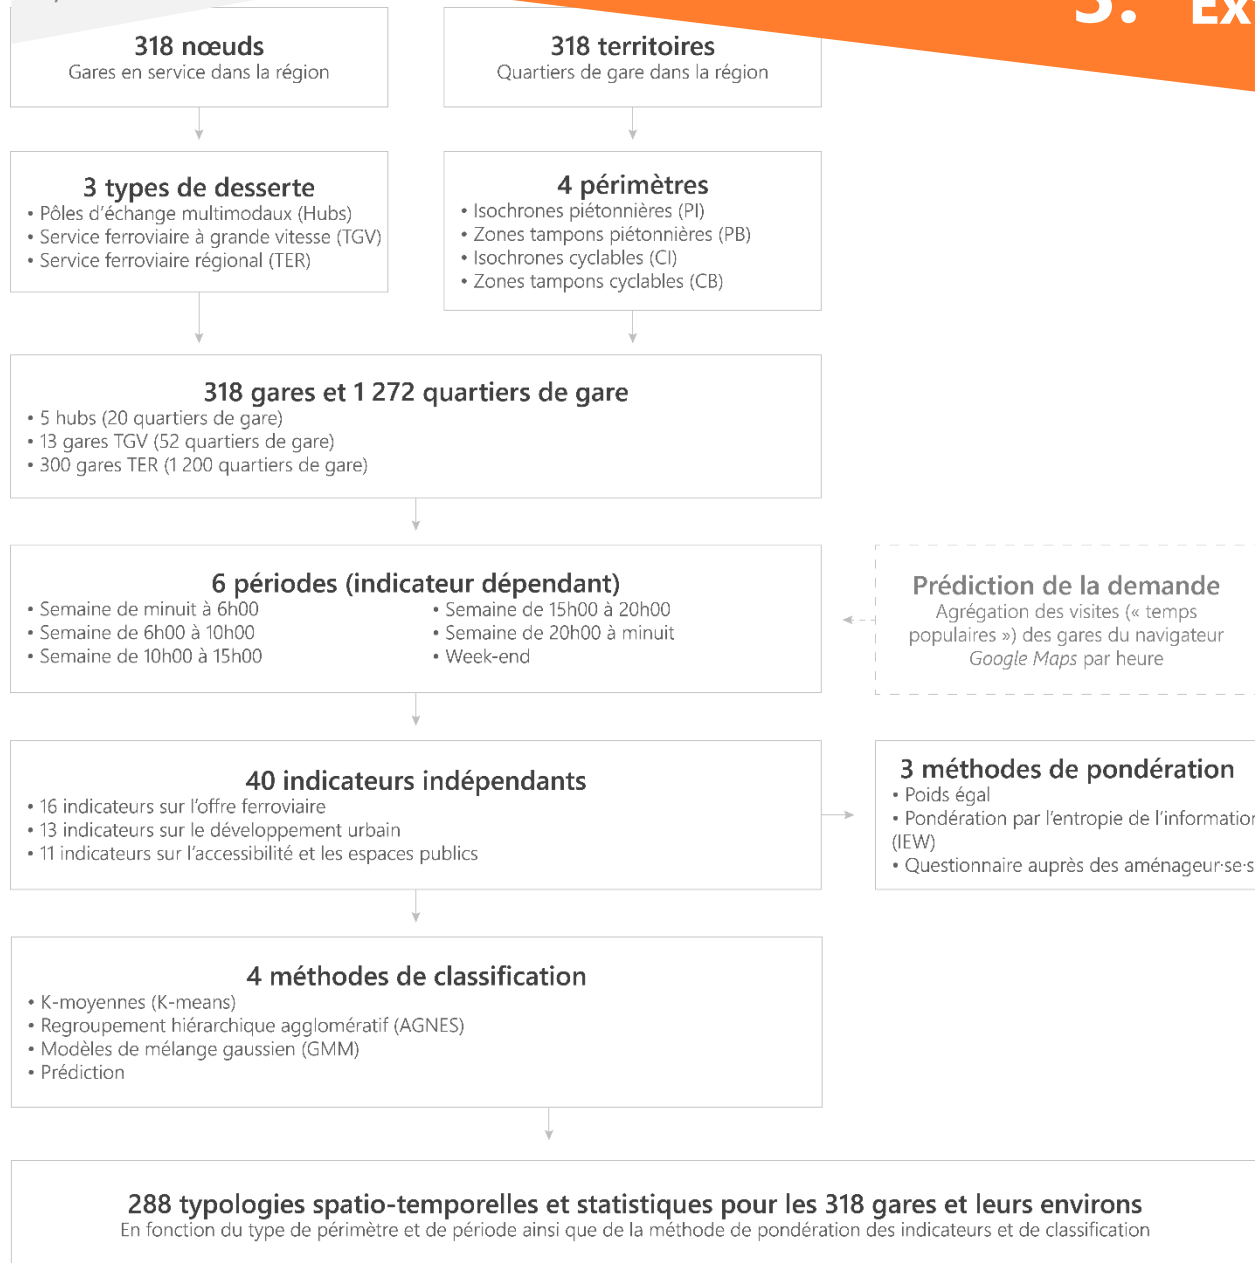 3. Ex
318 nœuds
Gares en service dans la région
318 territoires
Quartiers de gare dans la région
3 types de desserte
• Pôles d'échange multimodaux (Hubs)
• Service ferroviaire à grande vitesse (TGV)
• Service ferroviaire régional (TER)
4 périmètres
• Isochrones piétonnières (PI)
• Zones tampons piétonnières (PB)
• Isochrones cyclables (CI)
• Zones tampons cyclables (CB)
318 gares et 1 272 quartiers de gare
• 5 hubs (20 quartiers de gare)
• 13 gares TGV (52 quartiers de gare)
• 300 gares TER (1 200 quartiers de gare)
6 périodes (indicateur dépendant)
• Semaine de minuit à 6h00
• Semaine de 6h00 à 10h00
• Semaine de 10h00 à 15h00
• Semaine de 15h00 à 20h00
• Semaine de 20h00 à minuit
• Week-end
Prédiction de la demande
Agrégation des visites (« temps
populaires ») des gares du navigateur
Google Maps par heure
40 indicateurs indépendants
• 16 indicateurs sur l'offre ferroviaire
• 13 indicateurs sur le développement urbain
• 11 indicateurs sur l'accessibilité et les espaces publics
3 méthodes de pondération
• Poids égal
• Pondération par l'entropie de l'information
(IEW)
• Questionnaire auprès des aménageur·se·s
4 méthodes de classification
• K-moyennes (K-means)
• Regroupement hiérarchique agglomératif (AGNES)
• Modèles de mélange gaussien (GMM)
• Prédiction
288 typologies spatio-temporelles et statistiques pour les 318 gares et leurs environs
En fonction du type de périmètre et de période ainsi que de la méthode de pondération des indicateurs et de classification